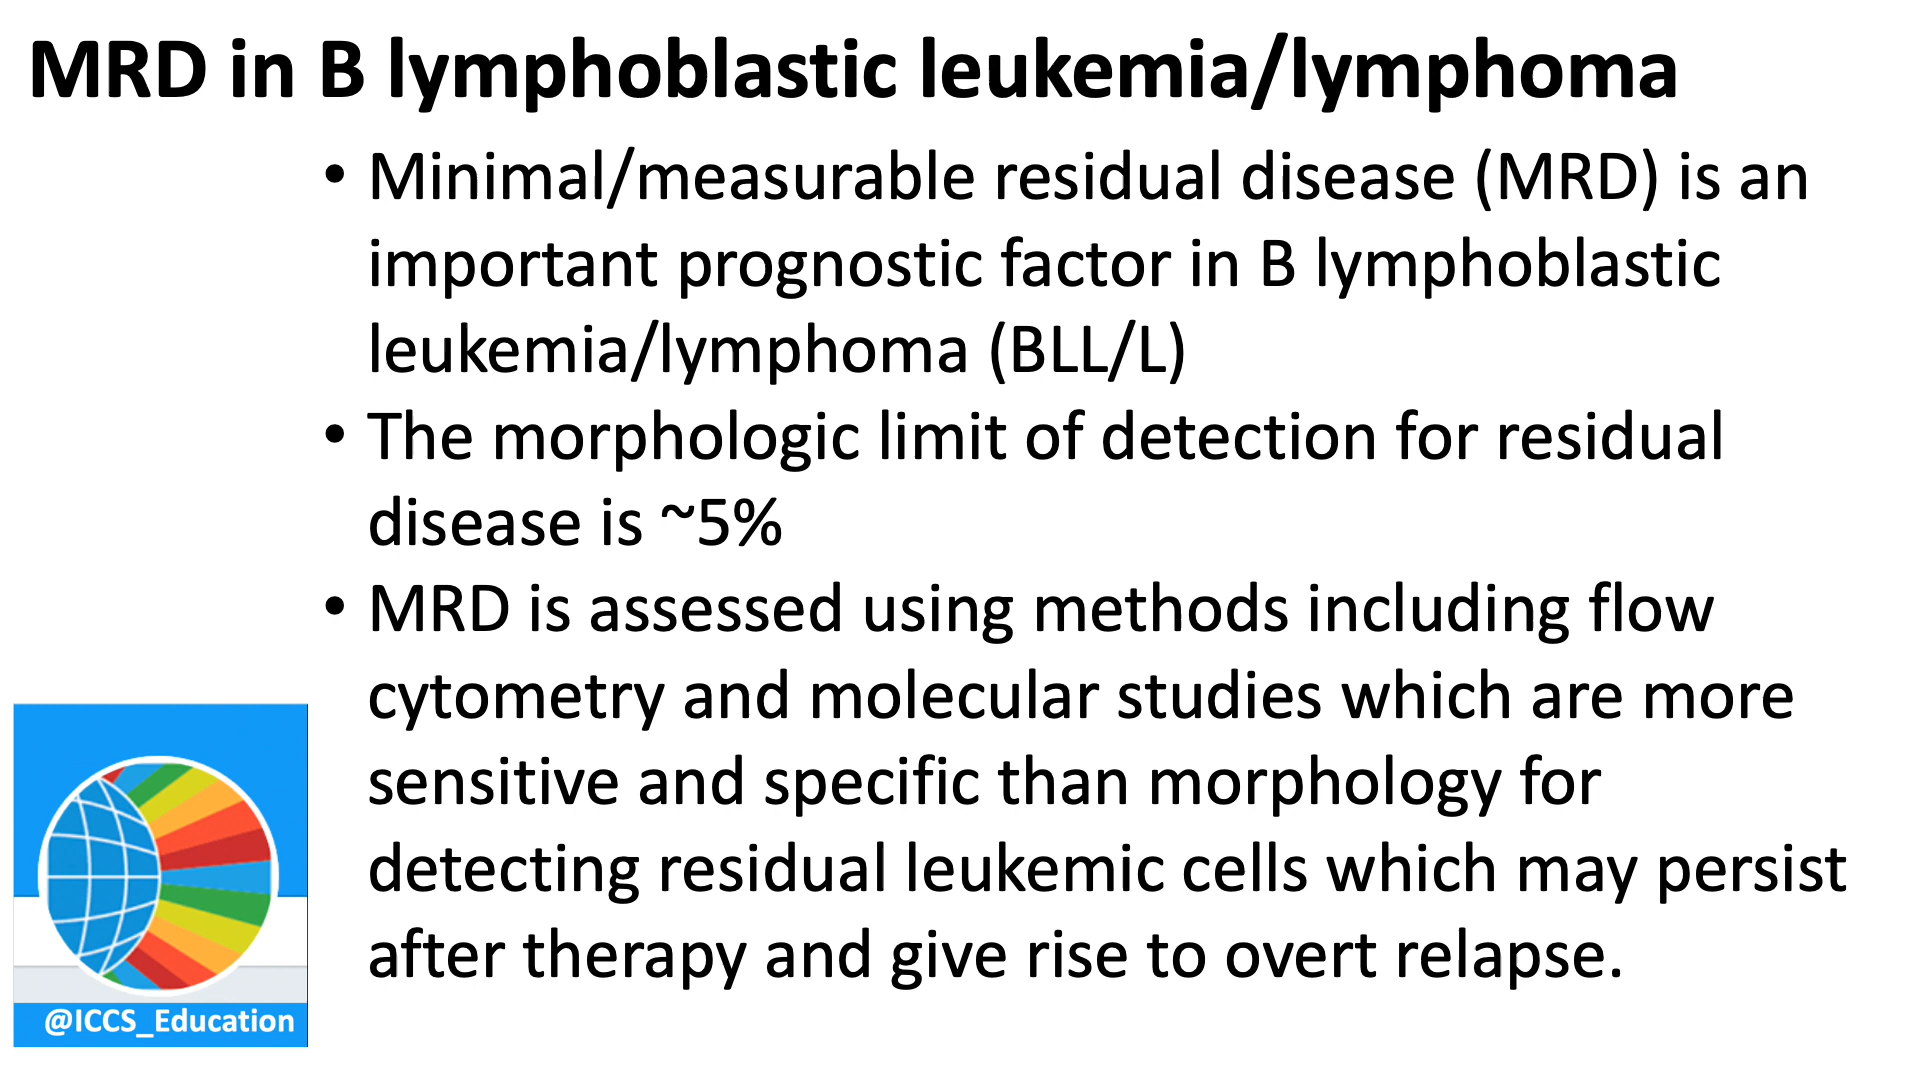 MRD in B lymphoblastic leukemia/lymphoma
• Minimal/measurable residual disease (MRD) is an
important prognostic factor in B lymphoblastic
leukemia/lymphoma (BLL/L)
• The morphologic limit of detection for residual
disease is ~5%
• MRD is assessed using methods including flow
cytometry and molecular studies which are more
sensitive and specific than morphology for
detecting residual leukemic cells which may persist
after therapy and give rise to overt relapse.
@ICCS_Education